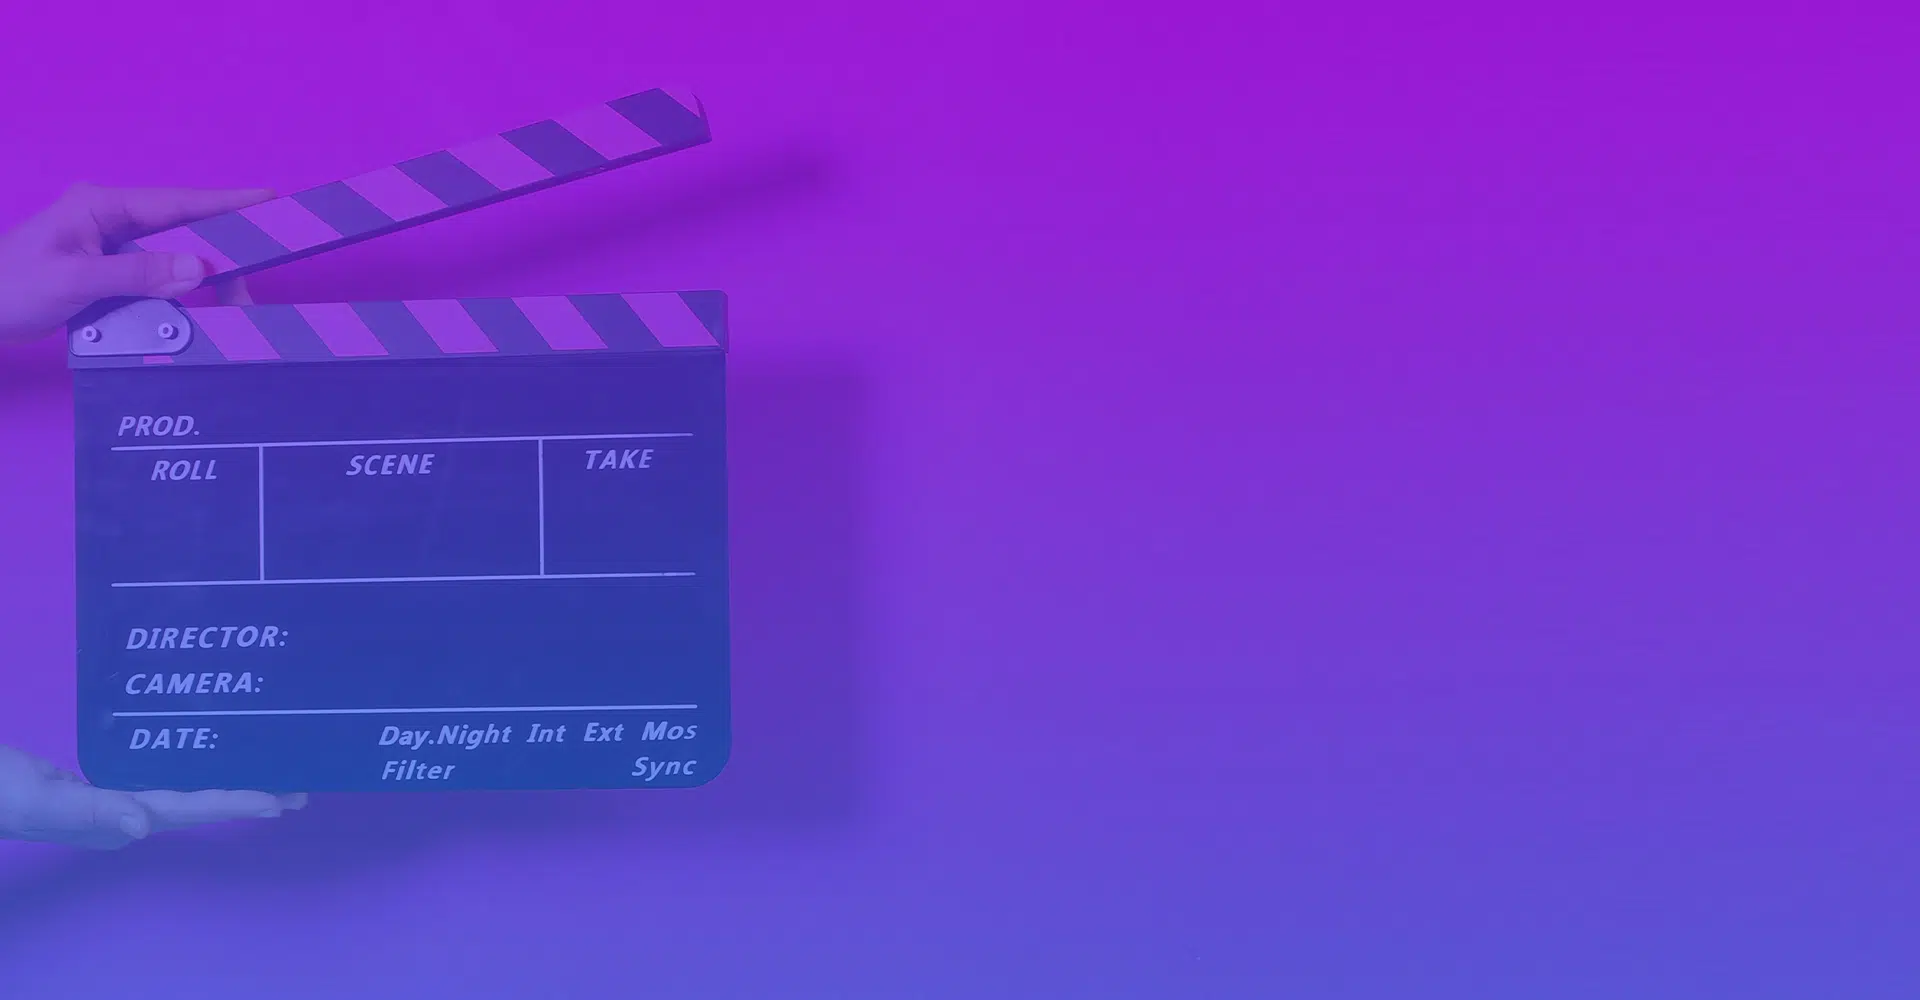 PROD.
ROLL SCENE TAKE
DIRECTOR:
CAMERA:
DATE: Day.Night Int Ext Mos
Filter Sync